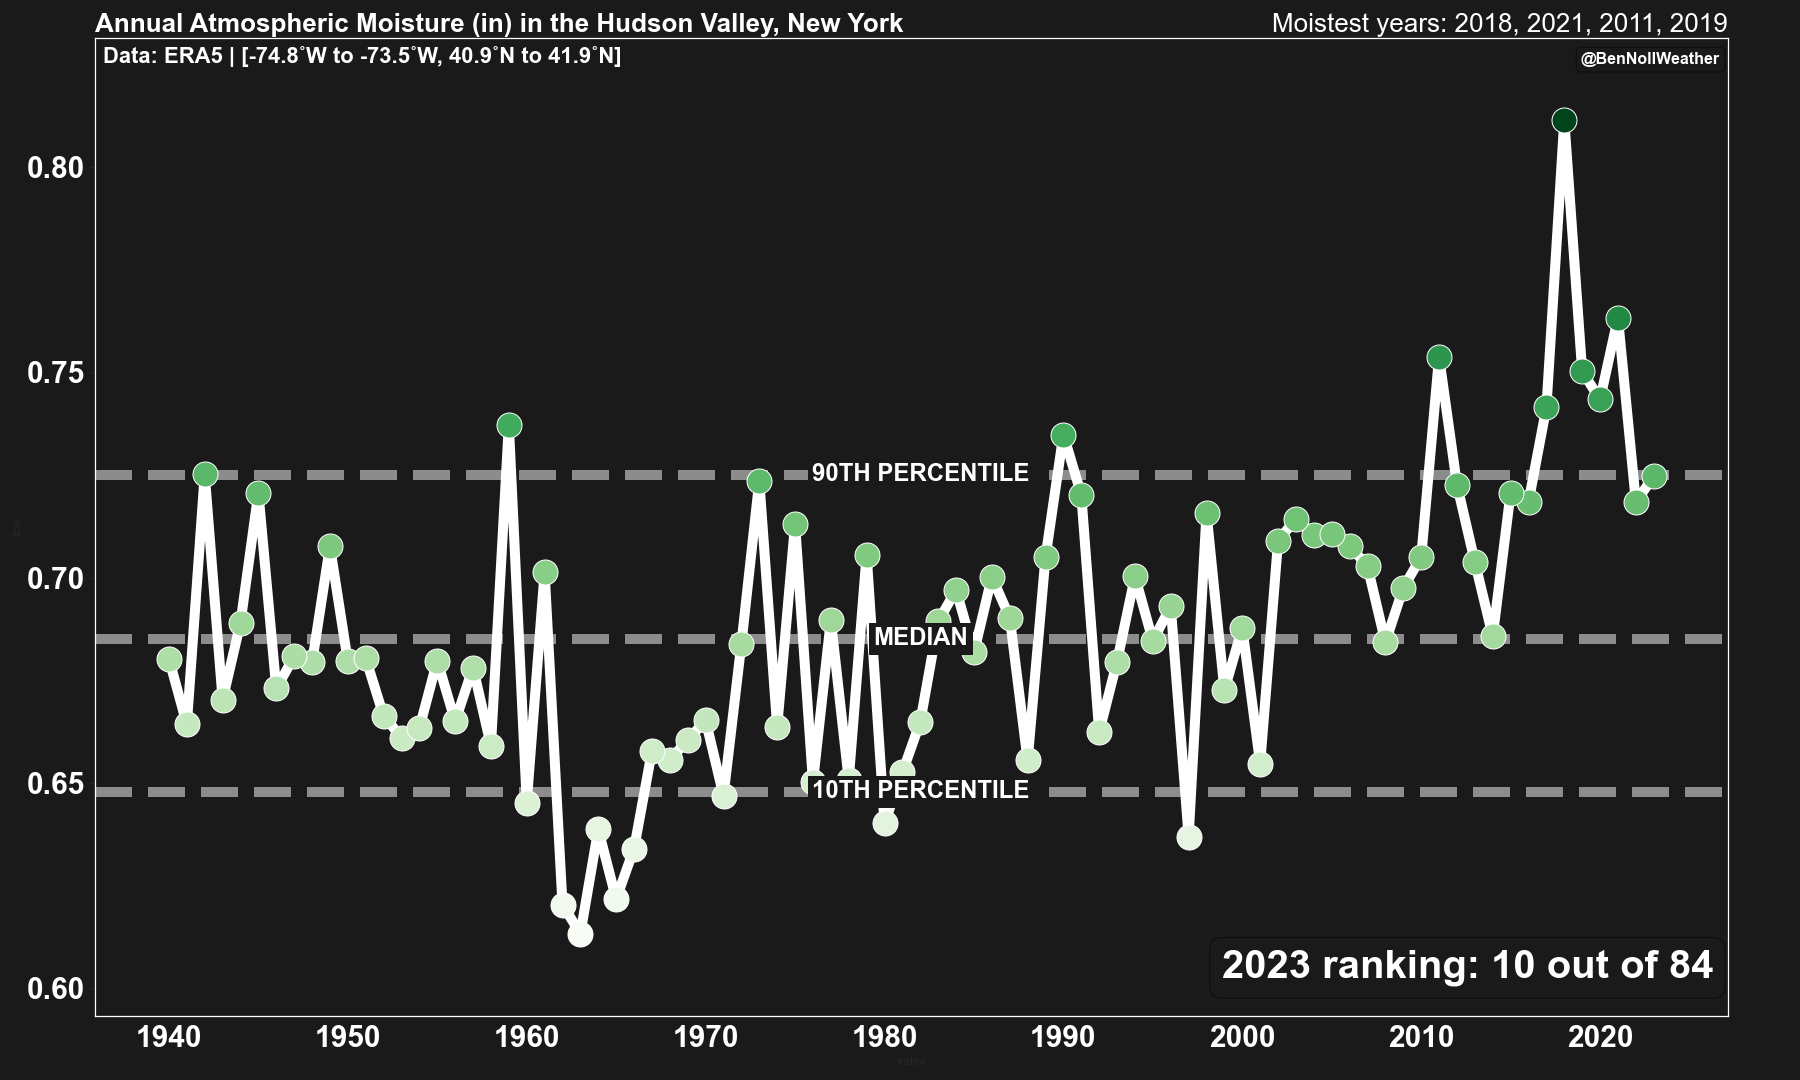 Annual Atmospheric Moisture (in) in the Hudson Valley, New York
Moistest years: 2018, 2021, 2011, 2019
Data: ERA5 | [-74.8°W to -73.5°W, 40.9°N to 41.9°N]
@BenNollWeather
0.80
0.75
90TH PERCENTILE
0.70
MEDIAN
0.65
10TH PERCENTILE
2023 ranking: 10 out of 84
0.60
1940 1950 1960 1970 1980 1990 2000 2010 2020
index